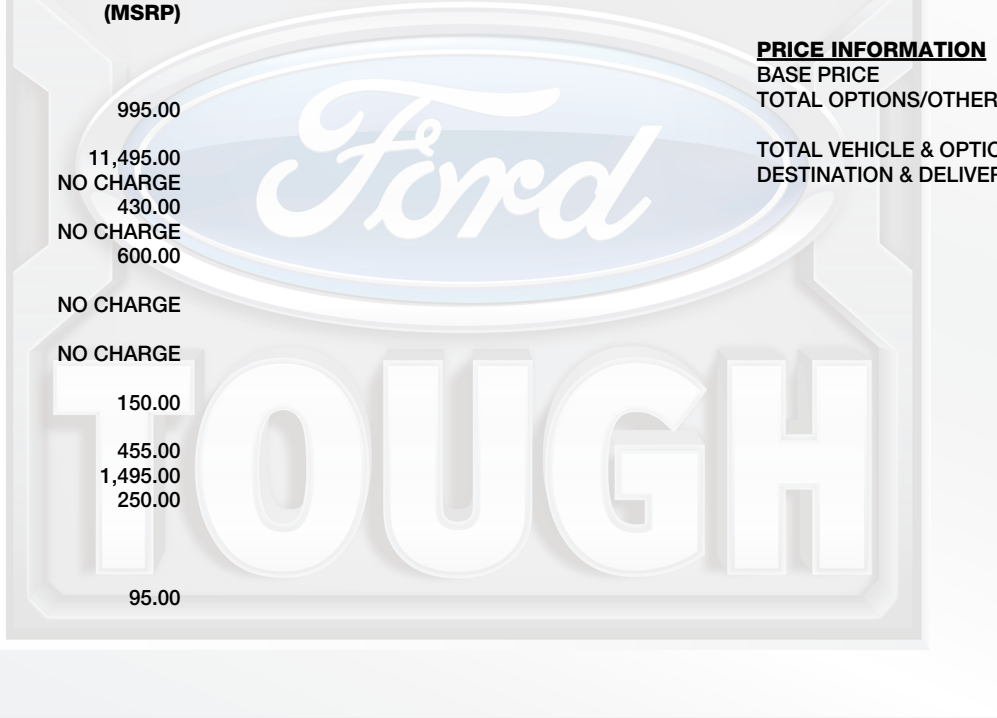 (MSRP)
995.00
11,495.00
NO CHARGE
430.00
NO CHARGE
600.00
NO CHARGE
NO CHARGE
150.00
455.00
1,495.00
250.00
95.00
PRICE INFORMATION
BASE PRICE
TOTAL OPTIONS/OTHER
TOTAL VEHICLE & OPTIO
DESTINATION & DELIVER
Ford
TOUGH